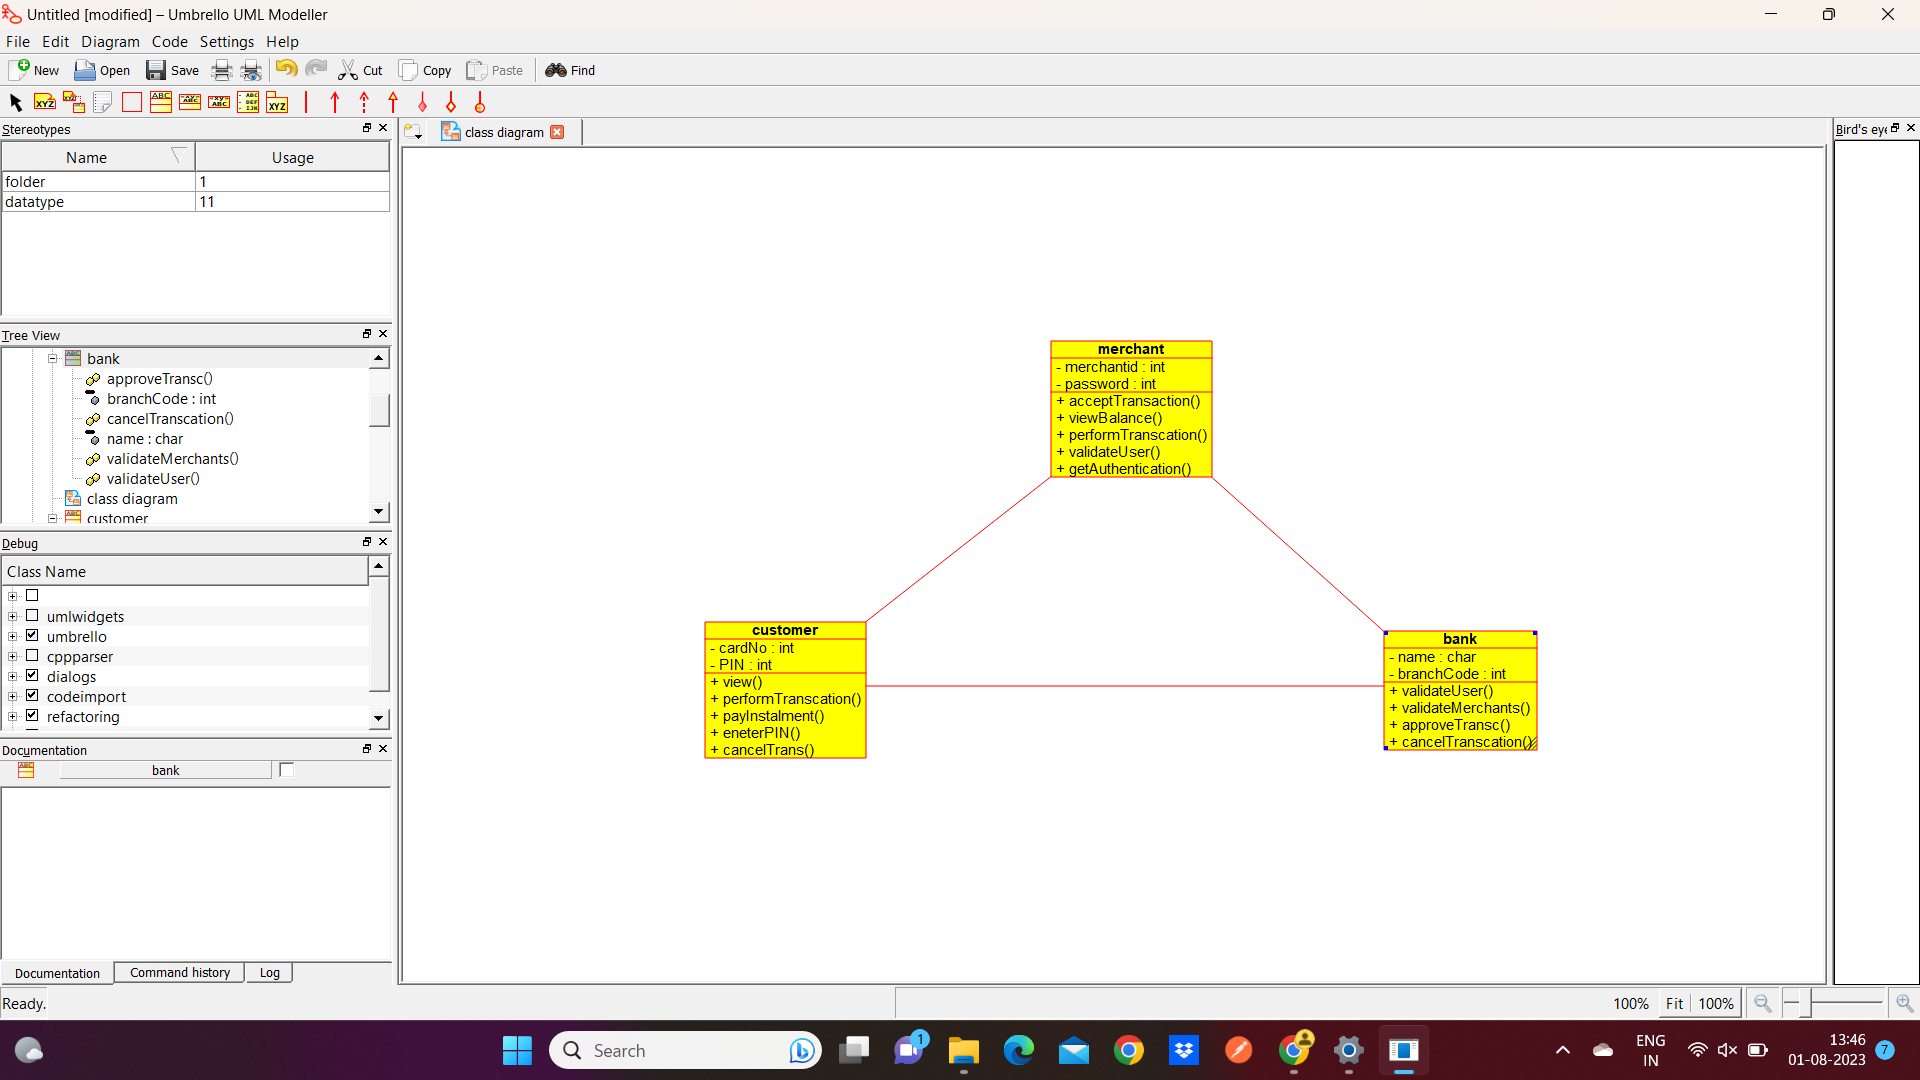 Untitled [modified] – Umbrello UML Modeller
File Edit Diagram Code Settings Help
New Open Save Cut Copy Paste Find
Stereotypes
Name Usage
folder 1
datatype 11
Tree View
bank
approveTransc()
branchCode : int
cancelTranscation()
name : char
validateMerchants()
validateUser()
class diagram
customer
Debug
Class Name
umlwidgets
umbrello
cppparser
dialogs
codeimport
refactoring
Documentation
bank
Documentation Command history Log
Ready.
class diagram
merchant
- merchantid : int
- password : int
+ acceptTransaction()
+ viewBalance()
+ performTranscation()
+ validateUser()
+ getAuthentication()
customer
- cardNo : int
- PIN : int
+ view()
+ performTranscation()
+ payInstalment()
+ eneterPIN()
+ cancelTrans()
bank
- name : char
- branchCode : int
+ validateUser()
+ validateMerchants()
+ approveTransc()
+ cancelTranscation()
Bird's eye
100% Fit 100%
Search
1
ENG
IN
13:46
01-08-2023
7